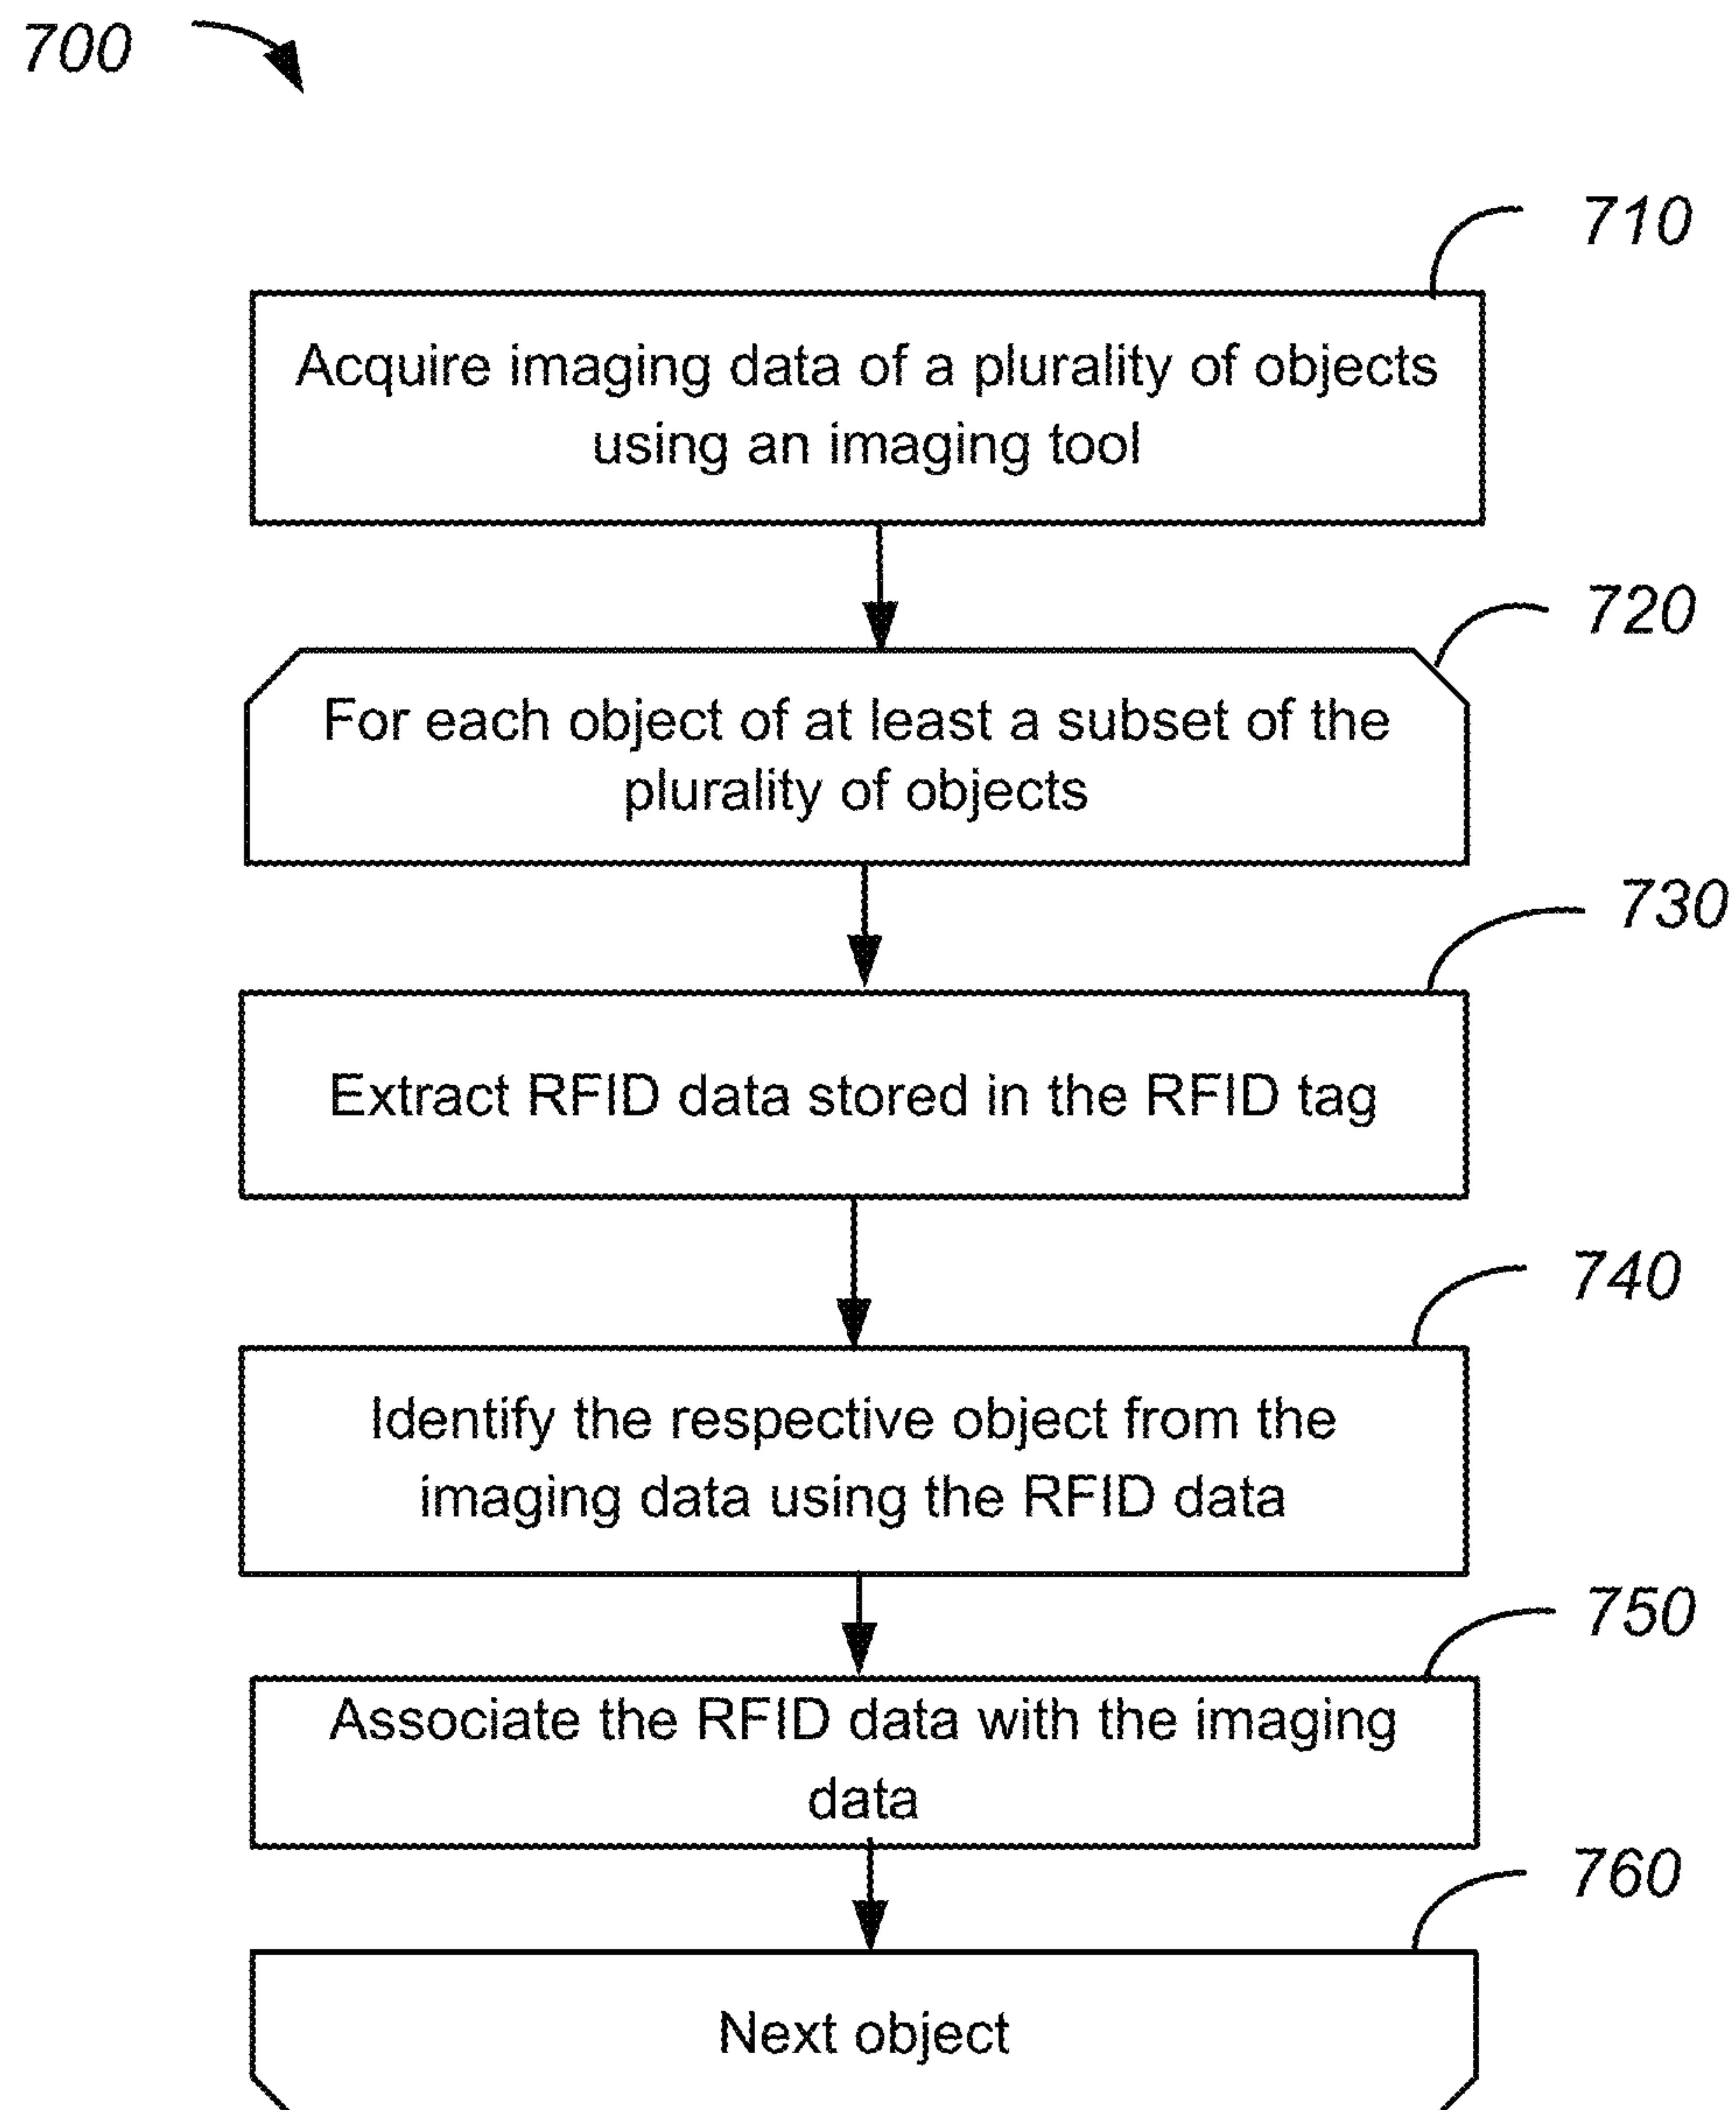 700
710
Acquire imaging data of a plurality of objects
using an imaging tool
720
For each object of at least a subset of the
plurality of objects
730
Extract RFID data stored in the RFID tag
740
Identify the respective object from the
imaging data using the RFID data
750
Associate the RFID data with the imaging
data
760
Next object